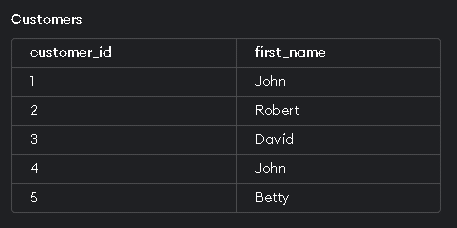 Customers
customer_id first_name
1 John
2 Robert
3 David
4 John
5 Betty